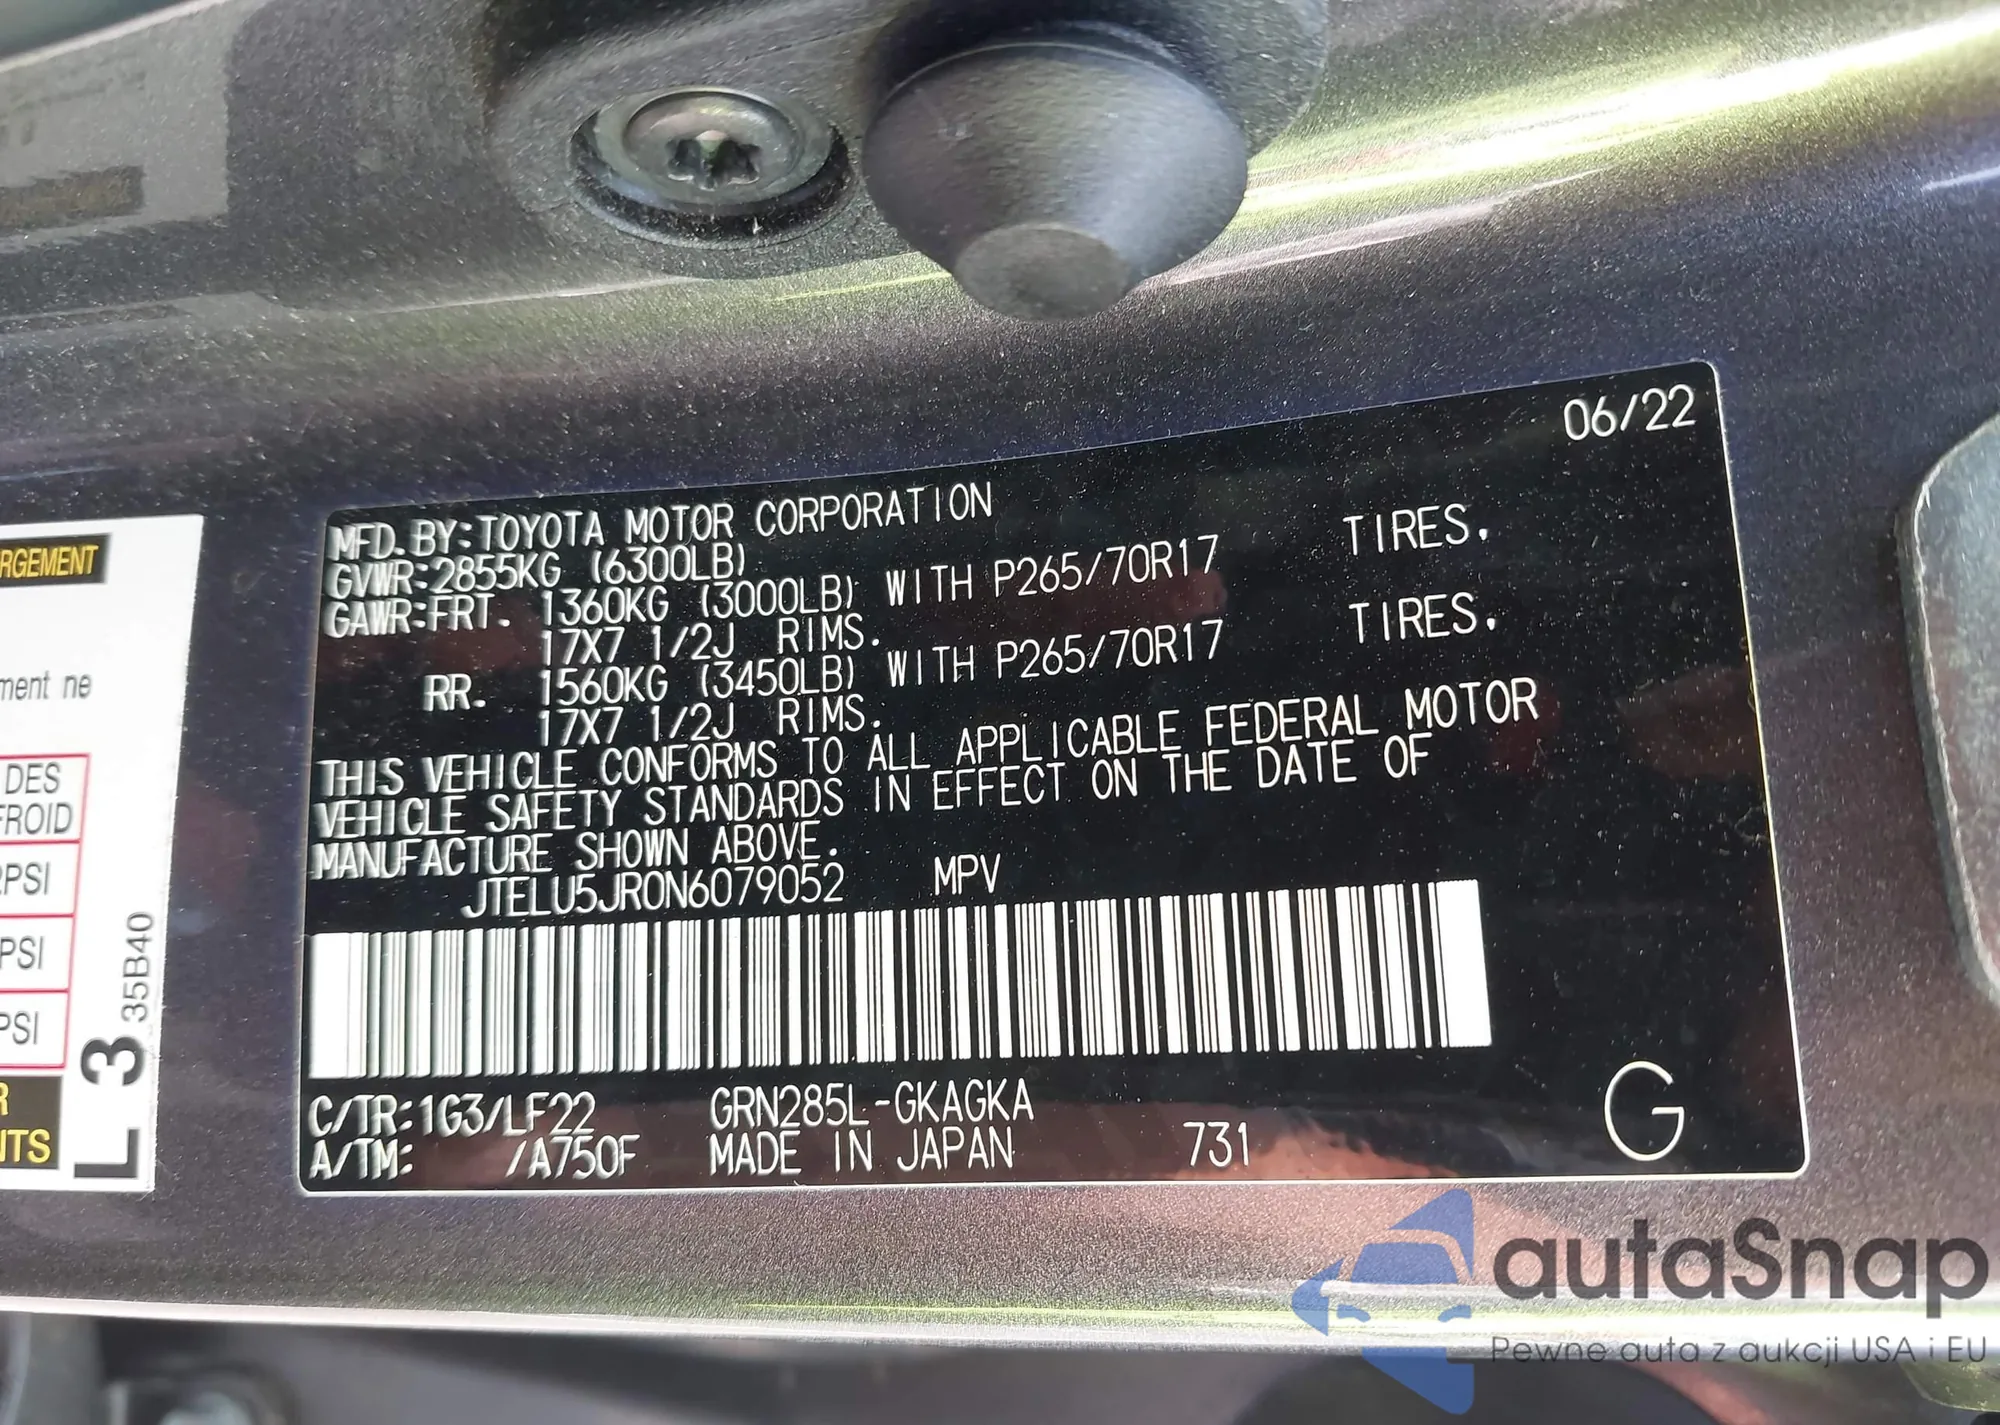 RGEMENT
ment ne
DES
FROID
PSI
PSI
PSI
R
NTS
L 3 35B40
06/22
MFD. BY:TOYOTA MOTOR CORPORATION
GVWR:2855KG (6300LB)
GAWR:FRT. 1360KG (3000LB) WITH P265/70R17 TIRES.
17X7 1/2J RIMS.
RR. 1560KG (3450LB) WITH P265/70R17 TIRES.
17X7 1/2J RIMS.
THIS VEHICLE CONFORMS TO ALL APPLICABLE FEDERAL MOTOR
VEHICLE SAFETY STANDARDS IN EFFECT ON THE DATE OF
MANUFACTURE SHOWN ABOVE.
JTELU5JR0N6079052 MPV
C/TR:1G3/LF22 GRN285L-GKAGKA
A/TM: /A750F MADE IN JAPAN 731
G
autaSnap
Pewne auta z aukcji USA i EU